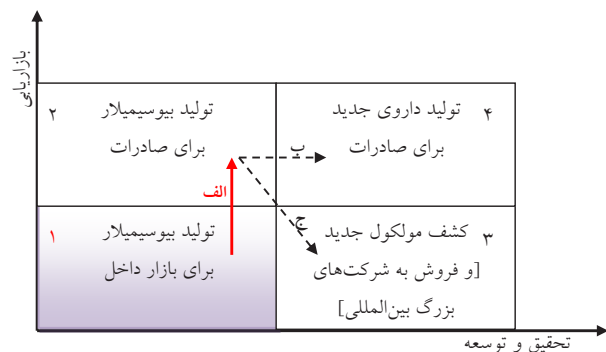 بازاریابی
۲
تولید بیوسیمیلار
برای صادرات
۴
تولید داروی جدید
برای صادرات
ب
الف
ج
۱
تولید بیوسیمیلار
برای بازار داخل
۳
کشف مولکول جدید
[و فروش به شرکت‌های
بزرگ بین‌المللی]
تحقیق و توسعه